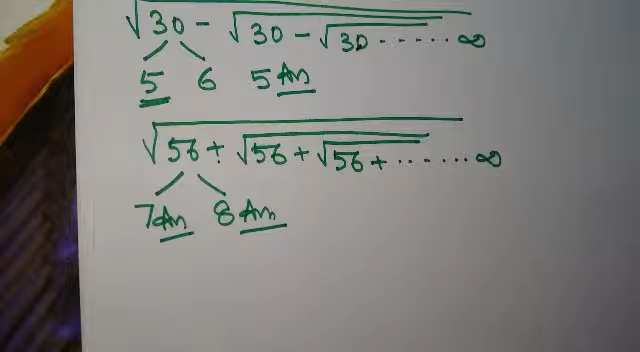 √30 - √30 - √30 ...... ∞
5 6 5 An
√56 + √56 + √56 + ....... ∞
7 An 8 An